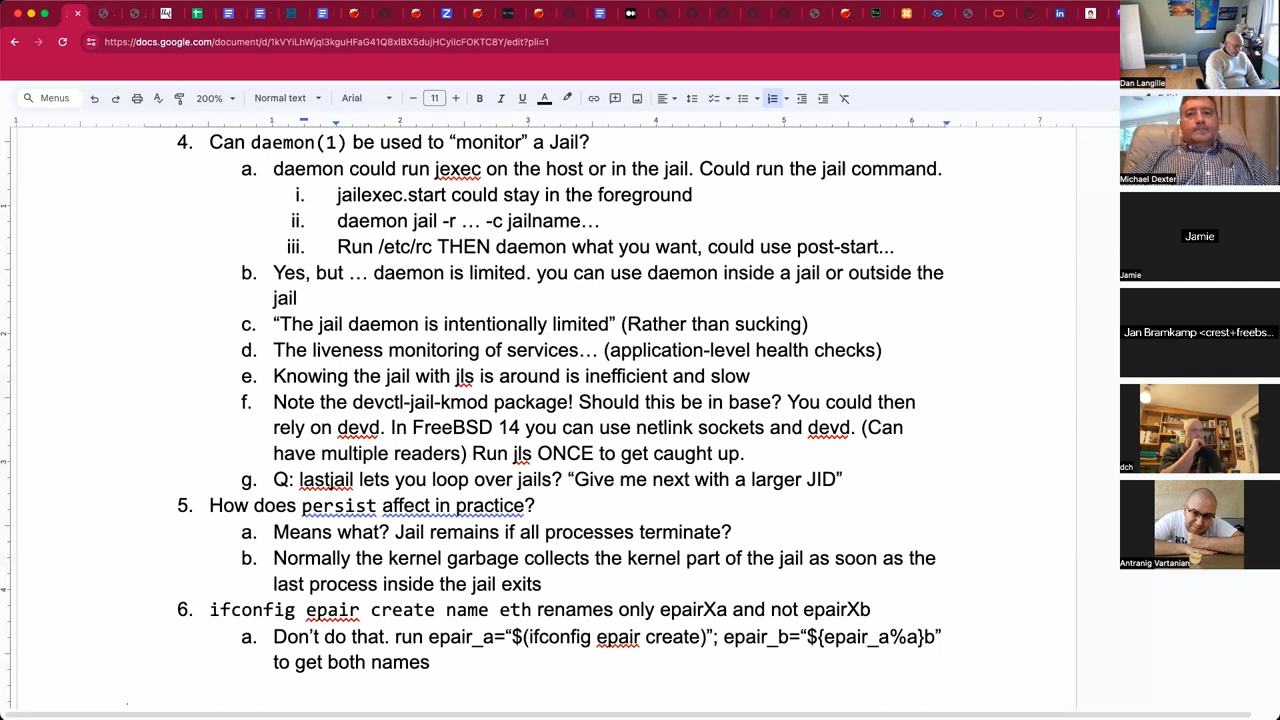 https://docs.google.com/document/d/1kVYiLhWjql3kguHFaG41Q8xlBX5dujHCyiIcFOKTC8Y/edit?pli=1
Menus
200%
Normal text
Arial
11
1
1
2
3
4
5
6
7
4. Can daemon(1) be used to “monitor” a Jail?
a. daemon could run jexec on the host or in the jail. Could run the jail command.
i. jailexec.start could stay in the foreground
ii. daemon jail -r … -c jailname…
iii. Run /etc/rc THEN daemon what you want, could use post-start...
b. Yes, but … daemon is limited. you can use daemon inside a jail or outside the
jail
c. “The jail daemon is intentionally limited” (Rather than sucking)
d. The liveness monitoring of services… (application-level health checks)
e. Knowing the jail with jls is around is inefficient and slow
f. Note the devctl-jail-kmod package! Should this be in base? You could then
rely on devd. In FreeBSD 14 you can use netlink sockets and devd. (Can
have multiple readers) Run jls ONCE to get caught up.
g. Q: lastjail lets you loop over jails? “Give me next with a larger JID”
5. How does persist affect in practice?
a. Means what? Jail remains if all processes terminate?
b. Normally the kernel garbage collects the kernel part of the jail as soon as the
last process inside the jail exits
6. ifconfig epair create name eth renames only epairXa and not epairXb
a. Don’t do that. run epair_a=“$(ifconfig epair create)”; epair_b=“${epair_a%a}b”
to get both names
Dan Langille
Michael Dexter
Jamie
Jamie
Jan Bramkamp <crest+freebs...
dch
Antranig Vartanian